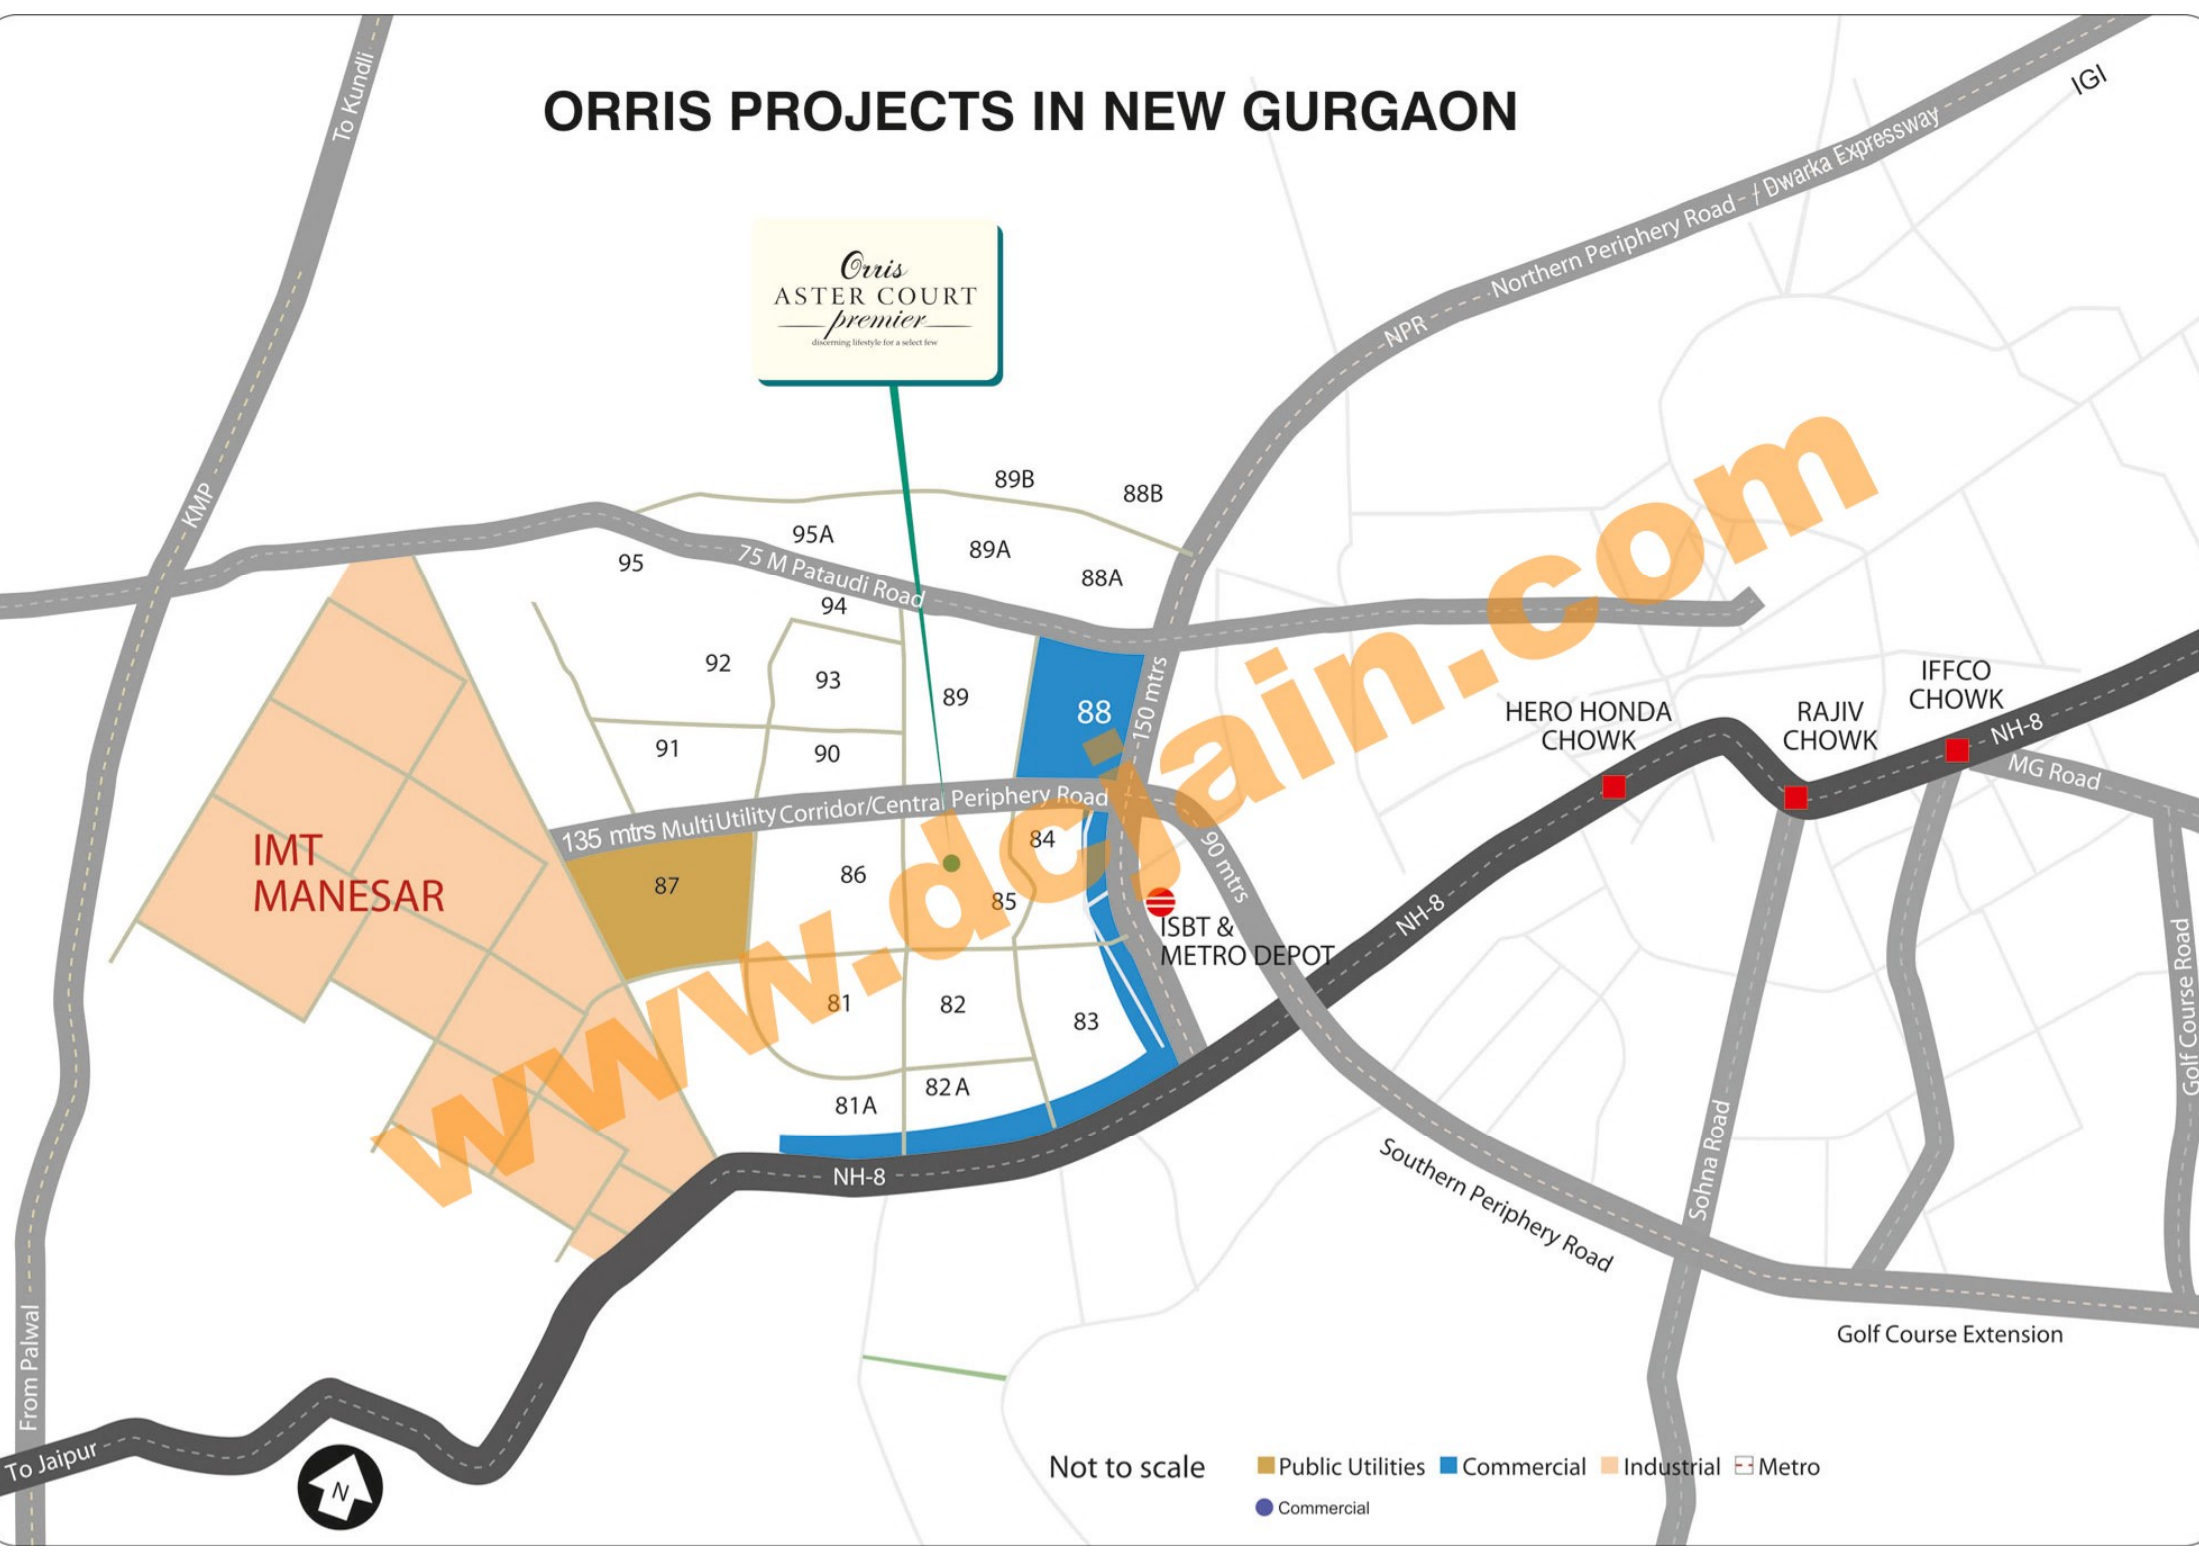 ORRIS PROJECTS IN NEW GURGAON
To Kundli
IGI
Northern Periphery Road - / Dwarka Expressway
NPR
Orris
ASTER COURT
premier
discerning lifestyle for a select few
KMP
89B
88B
95A
89A
95
88A
75 M Pataudi Road
94
92
93
89
88
150 mtrs
91
90
HERO HONDA
CHOWK
RAJIV
CHOWK
IFFCO
CHOWK
NH-8
MG Road
135 mtrs Multi Utility Corridor/Central Periphery Road
90 mtrs
IMT
MANESAR
87
86
84
85
ISBT &
METRO DEPOT
NH-8
81
82
83
82 A
81A
NH-8
www.dcjain.com
Southern Periphery Road
Sohna Road
Golf Course Road
Golf Course Extension
From Palwal
To Jaipur
N
Not to scale
Public Utilities
Commercial
Industrial
Metro
Commercial